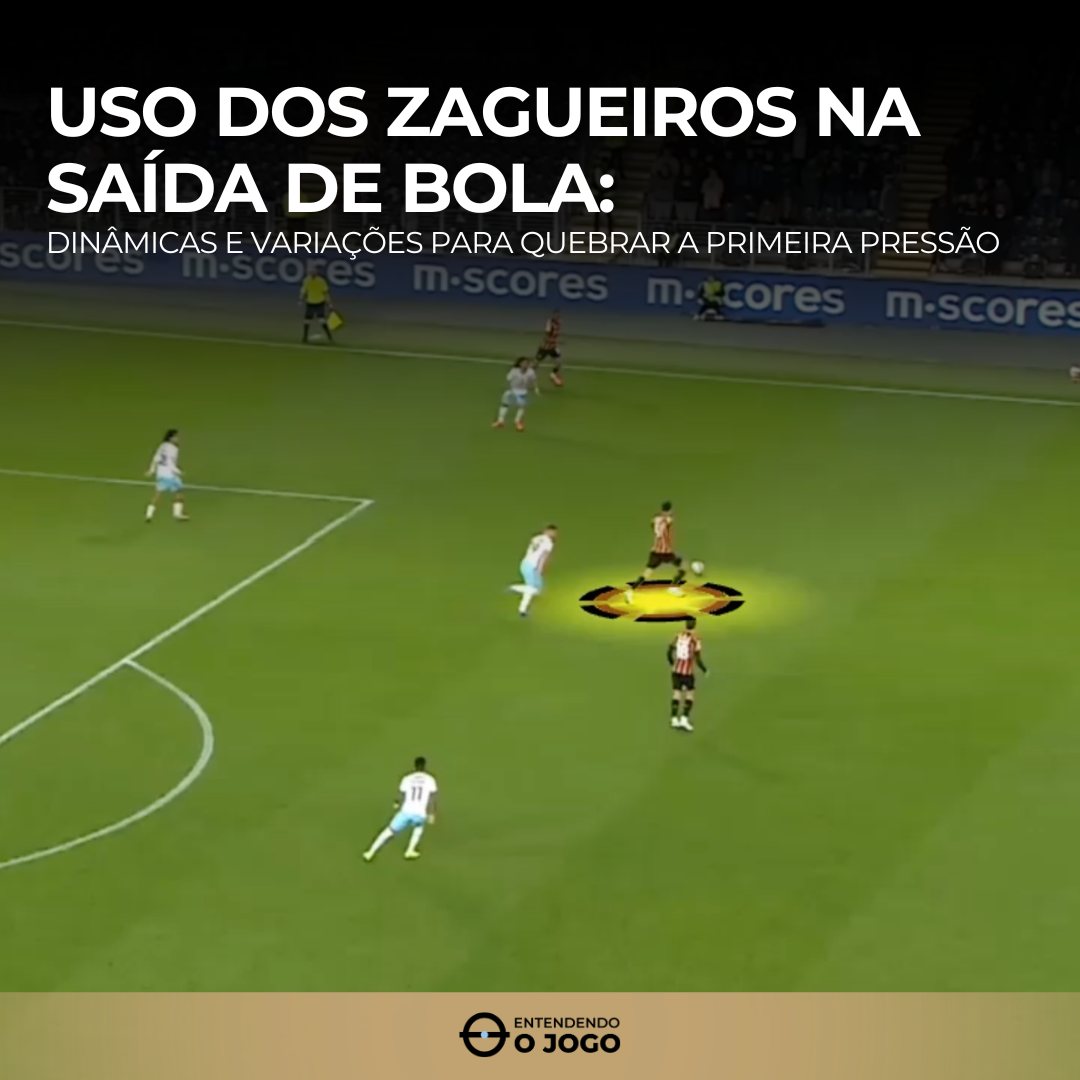 USO DOS ZAGUEIROS NA
SAÍDA DE BOLA:
DINÂMICAS E VARIAÇÕES PARA QUEBRAR A PRIMEIRA PRESSÃO
scores m·scores m·scores m·scores m·scores
11
ENTENDENDO
O JOGO